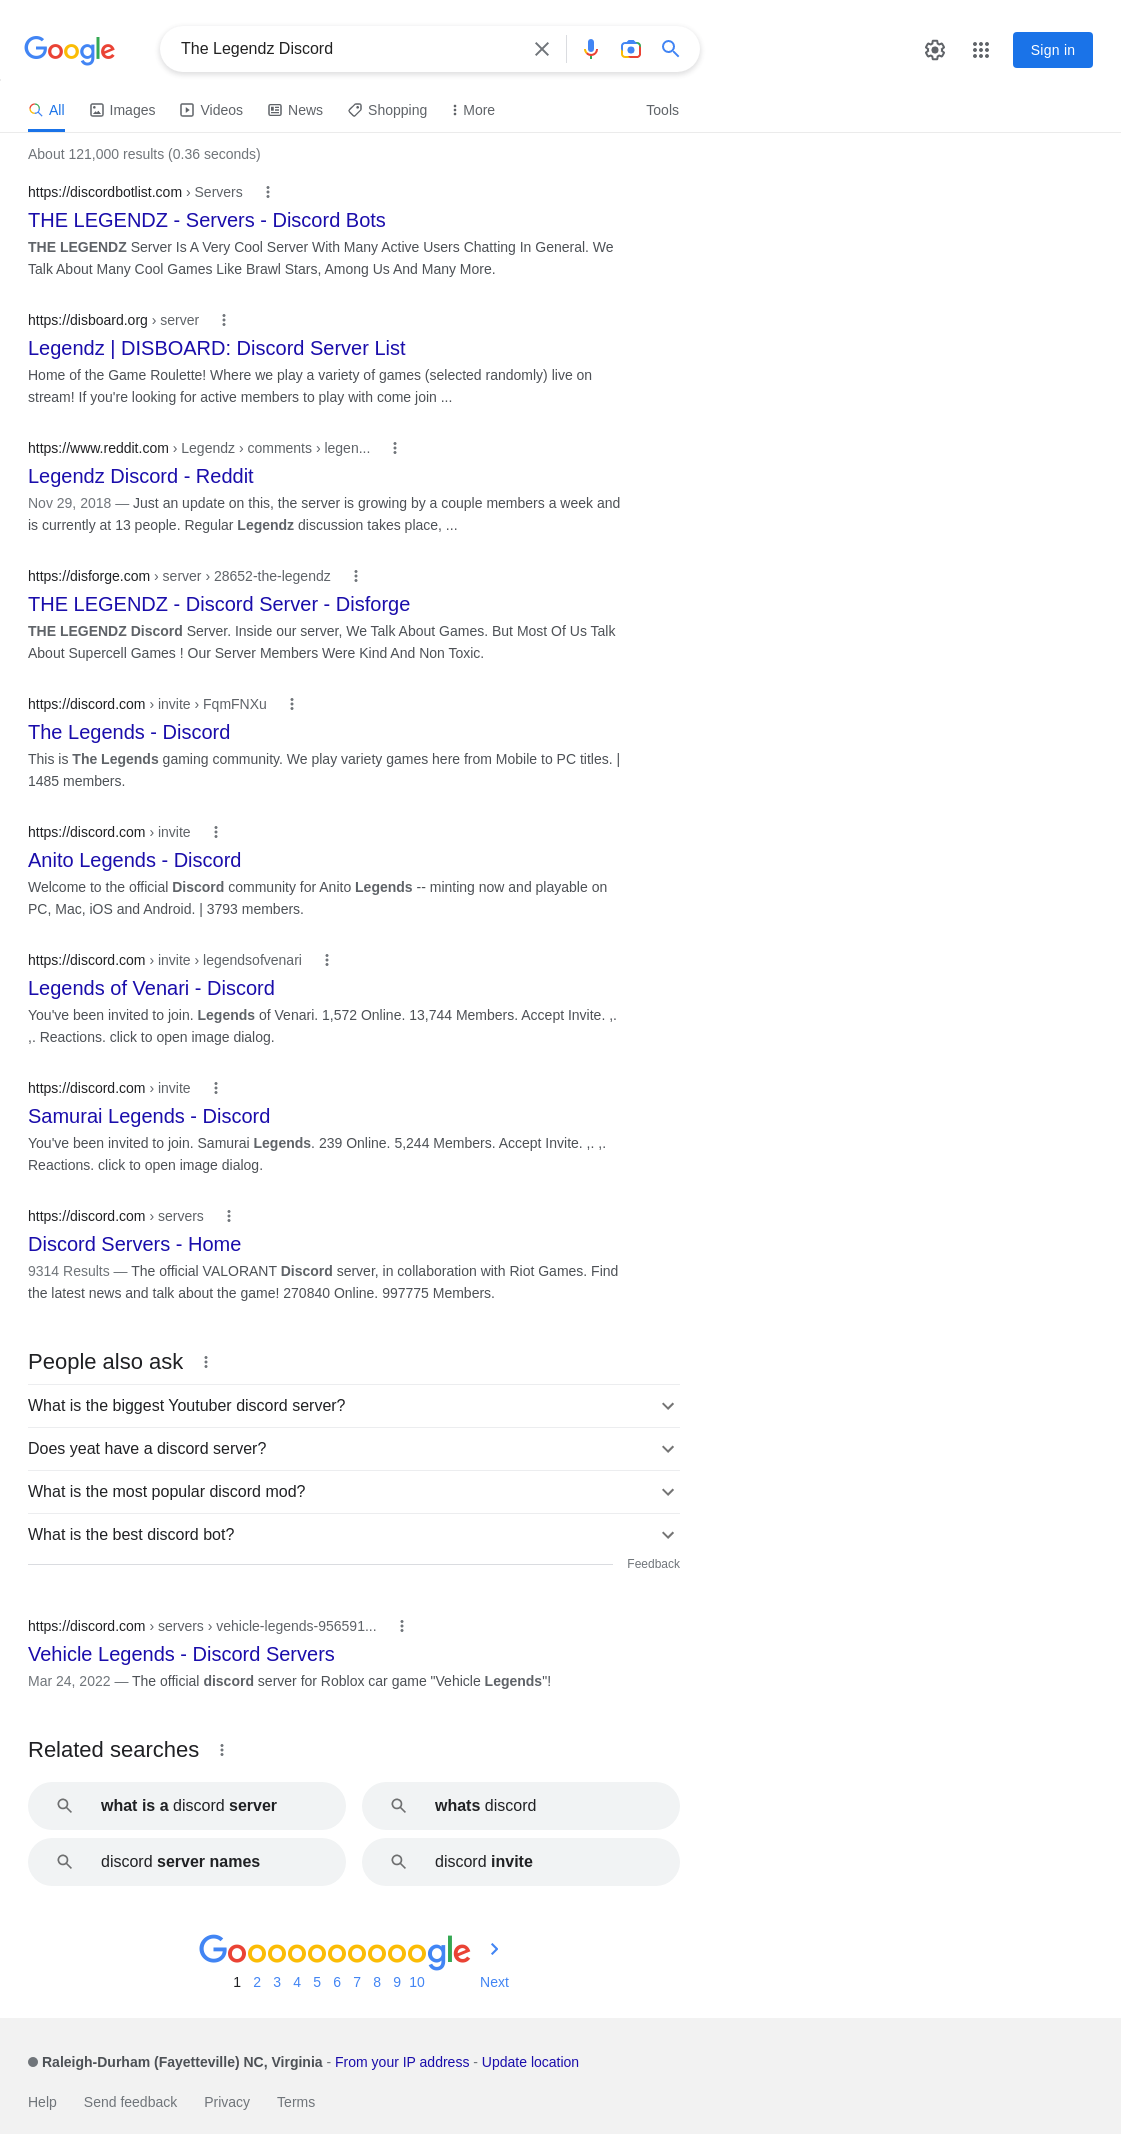 Google
The Legendz Discord
Sign in
All Images Videos News Shopping More Tools
About 121,000 results (0.36 seconds)
https://discordbotlist.com › Servers
THE LEGENDZ - Servers - Discord Bots
THE LEGENDZ Server Is A Very Cool Server With Many Active Users Chatting In General. We
Talk About Many Cool Games Like Brawl Stars, Among Us And Many More.
https://disboard.org › server
Legendz | DISBOARD: Discord Server List
Home of the Game Roulette! Where we play a variety of games (selected randomly) live on
stream! If you're looking for active members to play with come join ...
https://www.reddit.com › Legendz › comments › legen...
Legendz Discord - Reddit
Nov 29, 2018 — Just an update on this, the server is growing by a couple members a week and
is currently at 13 people. Regular Legendz discussion takes place, ...
https://disforge.com › server › 28652-the-legendz
THE LEGENDZ - Discord Server - Disforge
THE LEGENDZ Discord Server. Inside our server, We Talk About Games. But Most Of Us Talk
About Supercell Games ! Our Server Members Were Kind And Non Toxic.
https://discord.com › invite › FqmFNXu
The Legends - Discord
This is The Legends gaming community. We play variety games here from Mobile to PC titles. |
1485 members.
https://discord.com › invite
Anito Legends - Discord
Welcome to the official Discord community for Anito Legends -- minting now and playable on
PC, Mac, iOS and Android. | 3793 members.
https://discord.com › invite › legendsofvenari
Legends of Venari - Discord
You've been invited to join. Legends of Venari. 1,572 Online. 13,744 Members. Accept Invite. ,.
,. Reactions. click to open image dialog.
https://discord.com › invite
Samurai Legends - Discord
You've been invited to join. Samurai Legends. 239 Online. 5,244 Members. Accept Invite. ,. ,.
Reactions. click to open image dialog.
https://discord.com › servers
Discord Servers - Home
9314 Results — The official VALORANT Discord server, in collaboration with Riot Games. Find
the latest news and talk about the game! 270840 Online. 997775 Members.
People also ask
What is the biggest Youtuber discord server?
Does yeat have a discord server?
What is the most popular discord mod?
What is the best discord bot?
Feedback
https://discord.com › servers › vehicle-legends-956591...
Vehicle Legends - Discord Servers
Mar 24, 2022 — The official discord server for Roblox car game "Vehicle Legends"!
Related searches
what is a discord server
whats discord
discord server names
discord invite
Goooooooooogle
1 2 3 4 5 6 7 8 9 10 Next
Raleigh-Durham (Fayetteville) NC, Virginia - From your IP address - Update location
Help Send feedback Privacy Terms